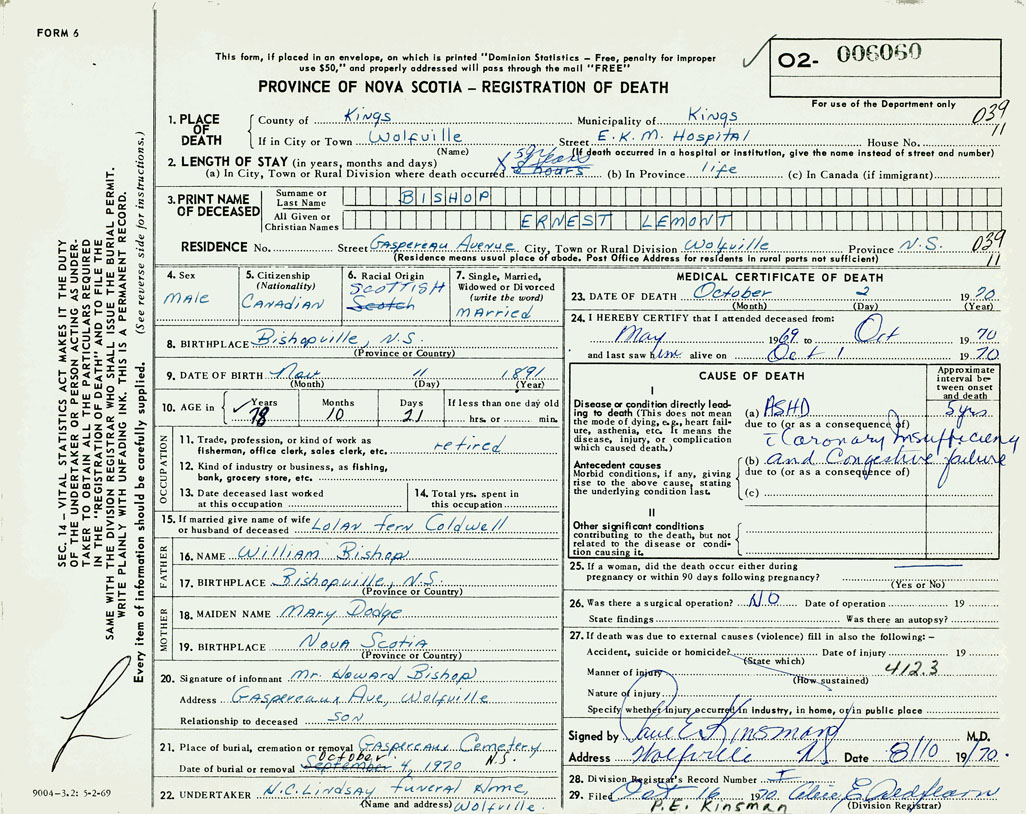 FORM 6
This form, if placed in an envelope, on which is printed "Dominion Statistics – Free, penalty for improper
use $50," and properly addressed will pass through the mail "FREE"
O2- 006060
PROVINCE OF NOVA SCOTIA – REGISTRATION OF DEATH
For use of the Department only
039
11
1. PLACE OF DEATH
County of Kings Municipality of Kings
If in City or Town Wolfville Street E.K.M. Hospital House No.
(Name) (If death occurred in a hospital or institution, give the name instead of street and number)
2. LENGTH OF STAY (in years, months and days)
(a) In City, Town or Rural Division where death occurred hours (b) In Province life (c) In Canada (if immigrant)
3. PRINT NAME OF DECEASED
Surname or Last Name BISHOP
All Given or Christian Names ERNEST LEMONT
RESIDENCE No. Street Gaspereau Avenue City, Town or Rural Division Wolfville Province N.S. 039
(Residence means usual place of abode. Post Office Address for residents in rural parts not sufficient) 11
4. Sex
Male
5. Citizenship
(Nationality)
Canadian
6. Racial Origin
Scottish
Scotch
7. Single, Married,
Widowed or Divorced
(write the word)
Married
8. BIRTHPLACE Bishopville, N.S.
(Province or Country)
9. DATE OF BIRTH Nov 11 1891
(Month) (Day) (Year)
10. AGE in Years Months Days If less than one day old
78 10 21 hrs. or min.
OCCUPATION
11. Trade, profession, or kind of work as
fisherman, office clerk, sales clerk, etc. retired
12. Kind of industry or business, as fishing,
bank, grocery store, etc.
13. Date deceased last worked
at this occupation
14. Total yrs. spent in
this occupation
15. If married give name of wife
or husband of deceased Lolan Fern Coldwell
FATHER
16. NAME William Bishop
17. BIRTHPLACE Bishopville, N.S.
(Province or Country)
MOTHER
18. MAIDEN NAME Mary Dodge
19. BIRTHPLACE Nova Scotia
(Province or Country)
20. Signature of informant Mr. Howard Bishop
Address Gaspereaux Ave, Wolfville
Relationship to deceased son
21. Place of burial, cremation or removal Gaspereau Cemetery
October N.S.
Date of burial or removal September 4, 1970
22. UNDERTAKER H.C. Lindsay Funeral Home,
(Name and address) Wolfville
MEDICAL CERTIFICATE OF DEATH
23. DATE OF DEATH October 2 1970
(Month) (Day) (Year)
24. I HEREBY CERTIFY that I attended deceased from:
May 1969 to Oct 1970
and last saw him alive on Oct 1 1970
CAUSE OF DEATH
Approximate
interval be-
tween onset
and death
I
Disease or condition directly lead-
ing to death (This does not mean
the mode of dying, e.g., heart fail-
ure, asthenia, etc. It means the
disease, injury, or complication
which caused death.)
(a) ASHD 5 yrs.
due to (or as a consequence of)
c Coronary Insufficiency
Antecedent causes
Morbid conditions, if any, giving
rise to the above cause, stating
the underlying condition last.
(b) and Congestive failure
due to (or as a consequence of)
(c)
II
Other significant conditions
contributing to the death, but not
related to the disease or condi-
tion causing it.
25. If a woman, did the death occur either during
pregnancy or within 90 days following pregnancy?
(Yes or No)
26. Was there a surgical operation? NO Date of operation 19
State findings Was there an autopsy?
27. If death was due to external causes (violence) fill in also the following: –
Accident, suicide or homicide? Date of injury 19
(State which)
Manner of injury 412.3
(How sustained)
Nature of injury
Specify whether injury occurred in industry, in home, or in public place
Signed by Paul E Kinsman M.D.
Address Wolfville NS Date 8/10 19/70.
28. Division Registrar's Record Number
29. Filed Oct 16 1970
P.E. Kinsman (Division Registrar)
SEC. 14 – VITAL STATISTICS ACT MAKES IT THE DUTY
OF THE UNDERTAKER OR PERSON ACTING AS UNDER-
TAKER TO OBTAIN ALL THE PARTICULARS REQUIRED
IN THE "REGISTRATION OF DEATH" AND TO FILE THE
SAME WITH THE DIVISION REGISTRAR WHO SHALL ISSUE THE BURIAL PERMIT.
WRITE PLAINLY WITH UNFADING INK. THIS IS A PERMANENT RECORD.
Every item of information should be carefully supplied. (See reverse side for instructions.)
9004-3.2: 5-2-69